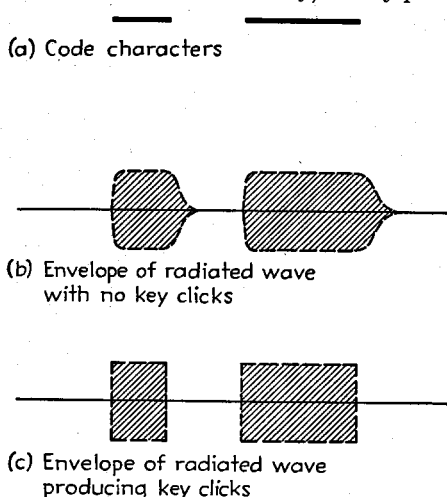 (a) Code characters
(b) Envelope of radiated wave
with no key clicks
(c) Envelope of radiated wave
producing key clicks